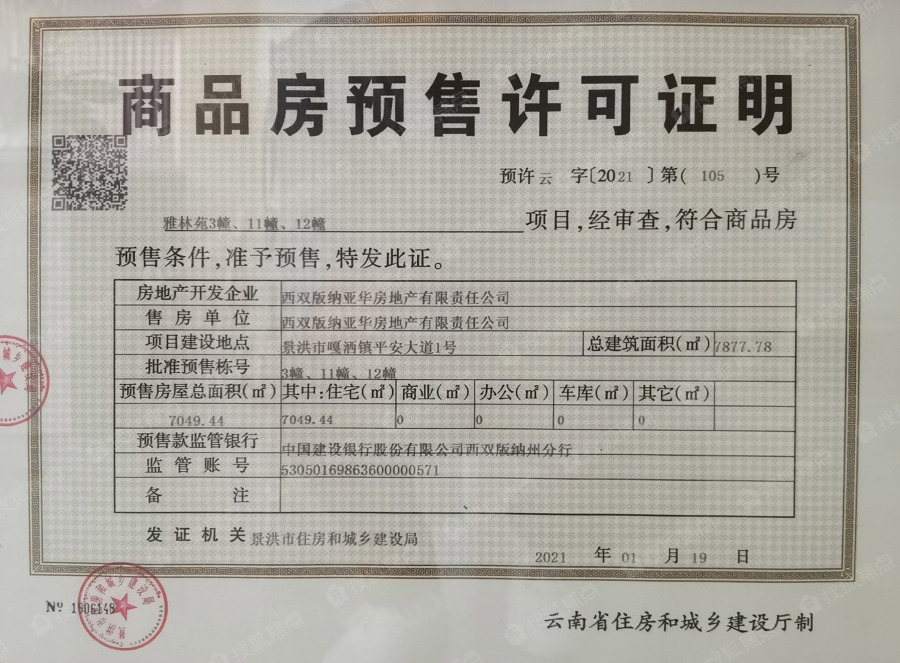 商品房预售许可证明
预许 云 字〔2021 〕第( 105 )号
雅林苑3幢、11幢、12幢 项目,经审查,符合商品房
预售条件,准予预售,特发此证。
房地产开发企业 西双版纳亚华房地产有限责任公司
售房单位 西双版纳亚华房地产有限责任公司
项目建设地点 景洪市嘎洒镇平安大道1号 总建筑面积(㎡) 7877.78
批准预售栋号 3幢、11幢、12幢
预售房屋总面积(㎡) 其中:住宅(㎡) 商业(㎡) 办公(㎡) 车库(㎡) 其它(㎡)
7049.44 7049.44 0 0 0 0
预售款监管银行 中国建设银行股份有限公司西双版纳州分行
监管账号 53050169863600000571
备注
发证机关 景洪市住房和城乡建设局
2021 年 01 月 19 日
№ 1806148
景洪市住房和城乡建设局
云南省住房和城乡建设厅制